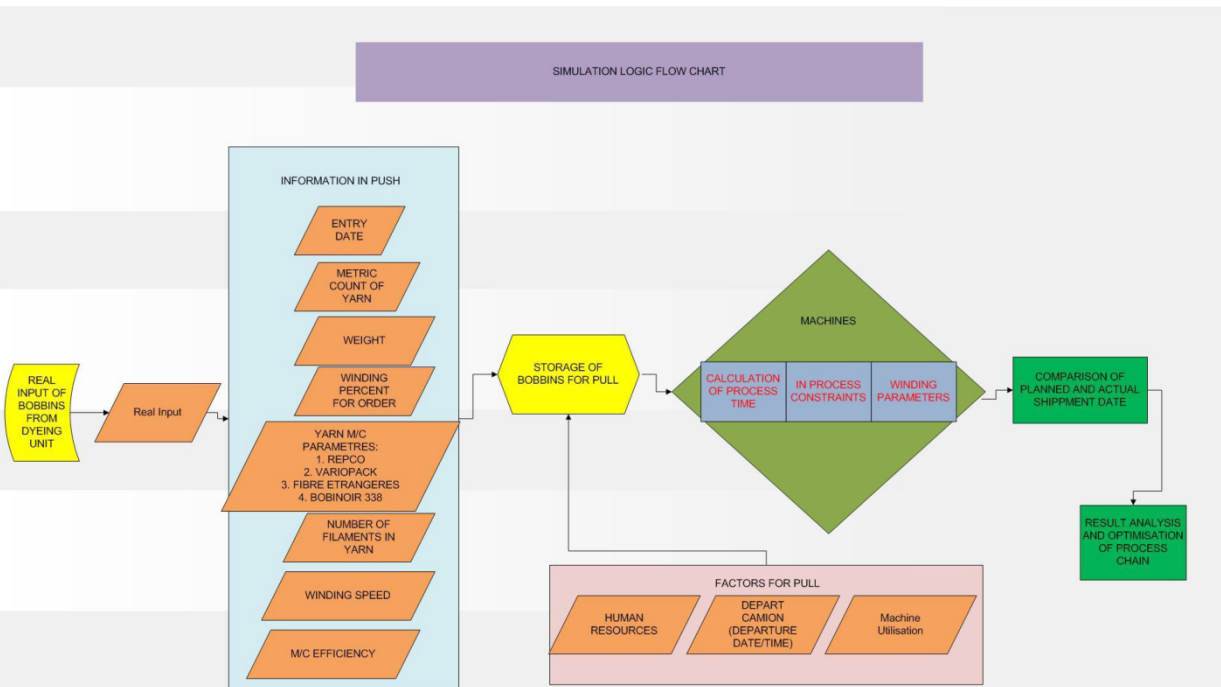 SIMULATION LOGIC FLOW CHART
REAL
INPUT OF
BOBBINS
FROM
DYEING
UNIT
Real Input
INFORMATION IN PUSH
ENTRY
DATE
METRIC
COUNT OF
YARN
WEIGHT
WINDING
PERCENT
FOR ORDER
YARN M/C
PARAMETRES:
1. REPCO
2. VARIOPACK
3. FIBRE ETRANGERES
4. BOBINOIR 338
NUMBER OF
FILAMENTS IN
YARN
WINDING SPEED
M/C EFFICIENCY
STORAGE OF
BOBBINS FOR PULL
MACHINES
CALCULATION
OF PROCESS
TIME
IN PROCESS
CONSTRAINTS
WINDING
PARAMETERS
COMPARISON OF
PLANNED AND ACTUAL
SHIPPMENT DATE
RESULT ANALYSIS
AND OPTIMISATION
OF PROCESS
CHAIN
FACTORS FOR PULL
HUMAN
RESOURCES
DEPART
CAMION
(DEPARTURE
DATE/TIME)
Machine
Utilisation